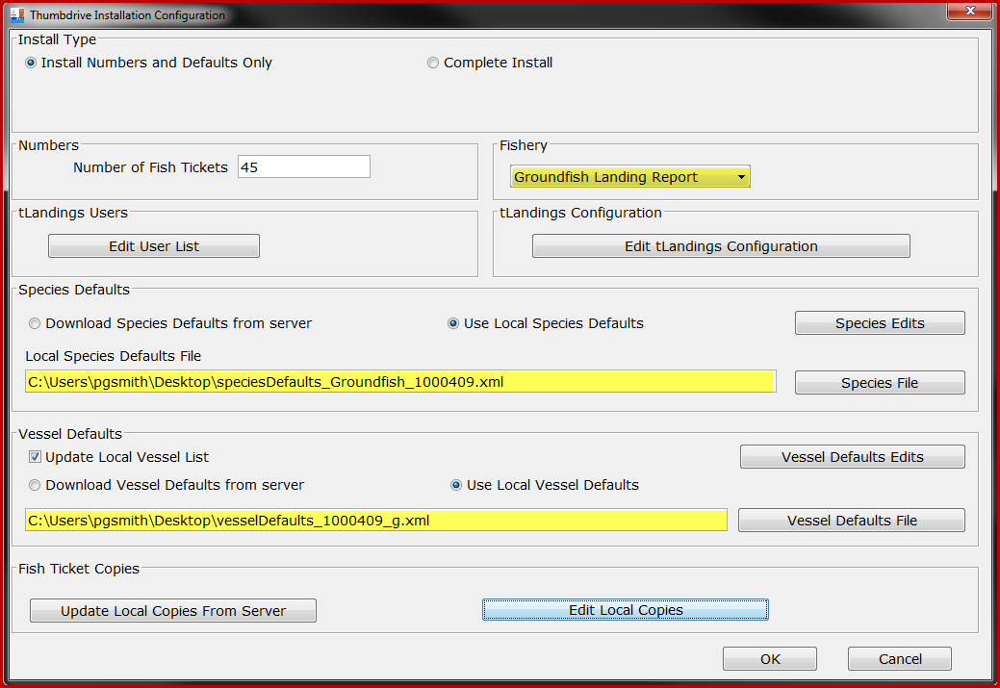 Thumbdrive Installation Configuration
Install Type
Install Numbers and Defaults Only
Complete Install
Numbers
Number of Fish Tickets 45
Fishery
Groundfish Landing Report
tLandings Users
Edit User List
tLandings Configuration
Edit tLandings Configuration
Species Defaults
Download Species Defaults from server
Use Local Species Defaults
Species Edits
Local Species Defaults File
C:\Users\pgsmith\Desktop\speciesDefaults_Groundfish_1000409.xml
Species File
Vessel Defaults
Update Local Vessel List
Vessel Defaults Edits
Download Vessel Defaults from server
Use Local Vessel Defaults
C:\Users\pgsmith\Desktop\vesselDefaults_1000409_g.xml
Vessel Defaults File
Fish Ticket Copies
Update Local Copies From Server
Edit Local Copies
OK
Cancel